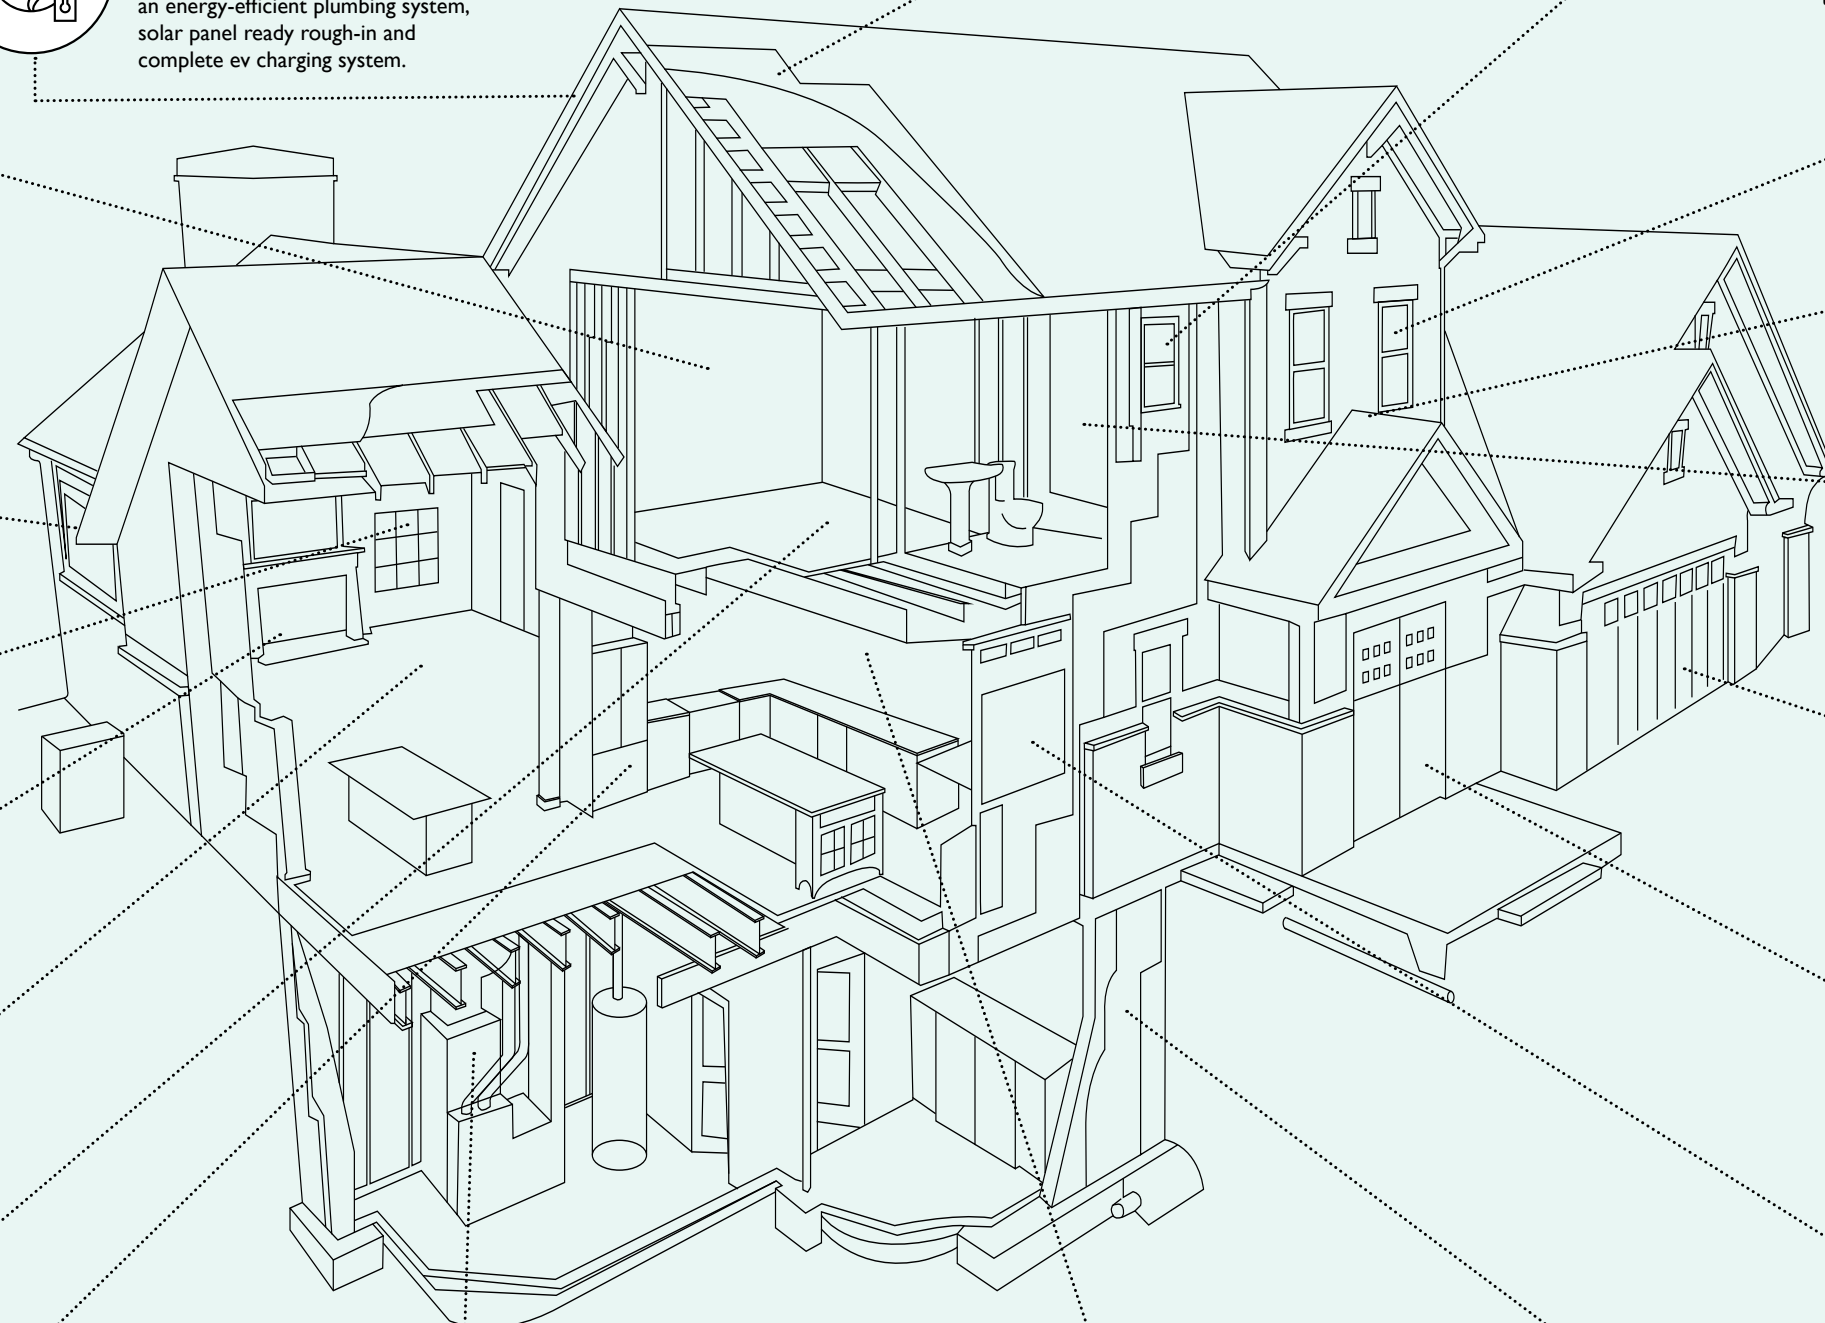 an energy-efficient plumbing system,
solar panel ready rough-in and
complete ev charging system.